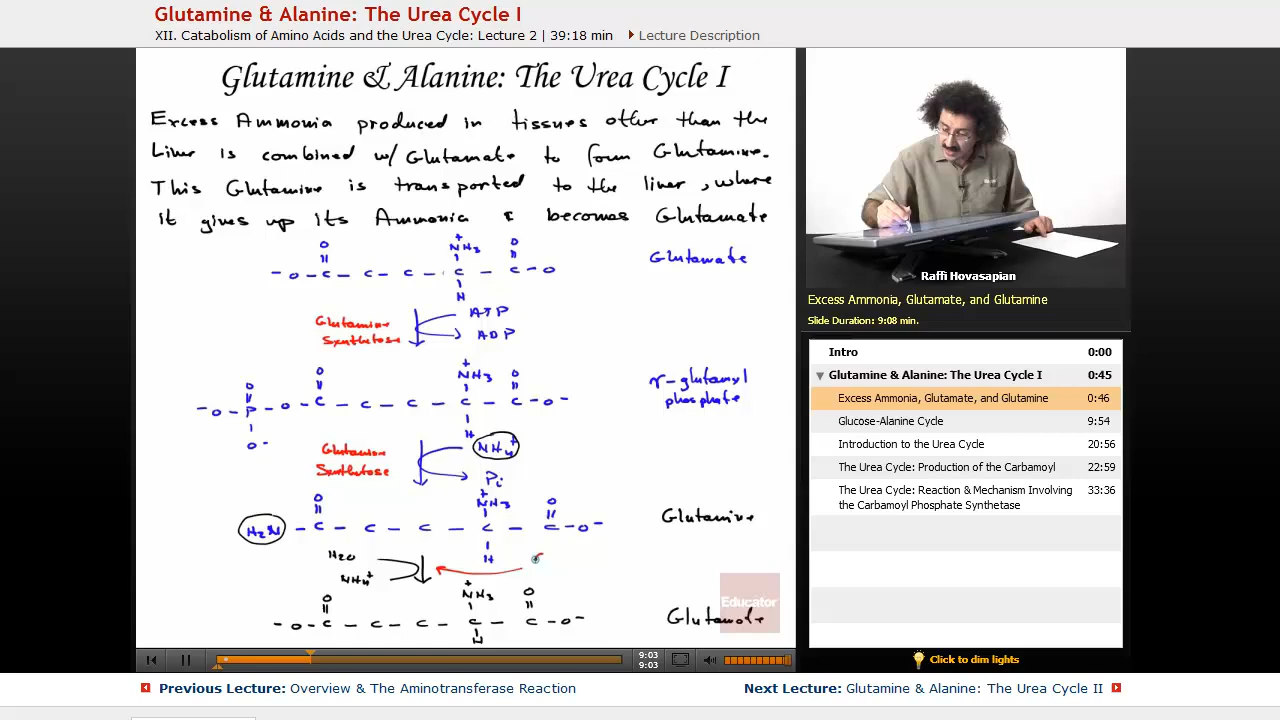 Glutamine & Alanine: The Urea Cycle I
XII. Catabolism of Amino Acids and the Urea Cycle: Lecture 2 | 39:18 min
Lecture Description
Glutamine & Alanine: The Urea Cycle I
Excess Ammonia produced in tissues other than the
Liver is combined w/ Glutamate to form Glutamine.
This Glutamine is transported to the liver, where
it gives up its Ammonia & becomes Glutamate
O + NH3 O
- O - C - C - C - C - C - O Glutamate
H
Glutamine Synthetase ATP
ADP
O O + NH3 O
- O - P - O - C - C - C - C - C - O - γ-glutamyl phosphate
O - H
Glutamine Synthetase NH4+
Pi
O + NH3 O
H2N - C - C - C - C - C - O - Glutamine
H
H2O
NH4+
O + NH3 O
- O - C - C - C - C - C - O - Glutamate
H
Educator
Raffi Hovasapian
Excess Ammonia, Glutamate, and Glutamine
Slide Duration: 9:08 min.
Intro 0:00
Glutamine & Alanine: The Urea Cycle I 0:45
Excess Ammonia, Glutamate, and Glutamine 0:46
Glucose-Alanine Cycle 9:54
Introduction to the Urea Cycle 20:56
The Urea Cycle: Production of the Carbamoyl 22:59
The Urea Cycle: Reaction & Mechanism Involving 33:36
the Carbamoyl Phosphate Synthetase
9:03
9:03
Click to dim lights
Previous Lecture: Overview & The Aminotransferase Reaction
Next Lecture: Glutamine & Alanine: The Urea Cycle II